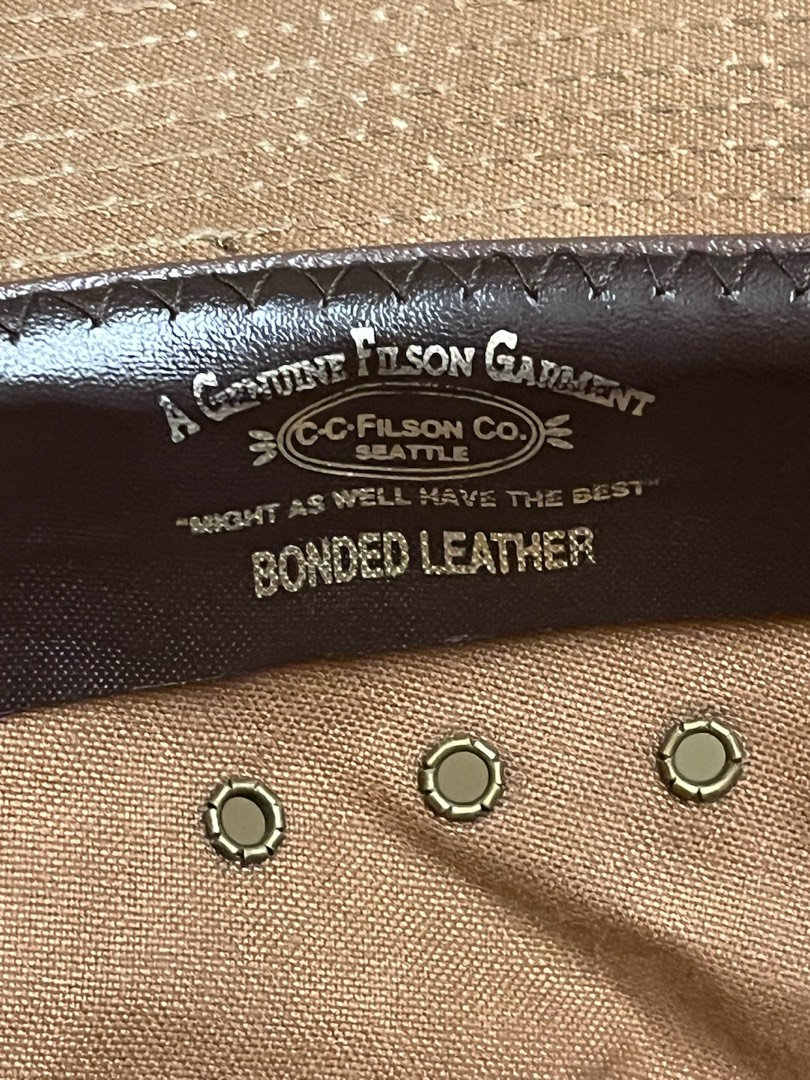 A GENUINE FILSON GARMENT
C·C·FILSON CO.
SEATTLE
"MIGHT AS WELL HAVE THE BEST"
BONDED LEATHER